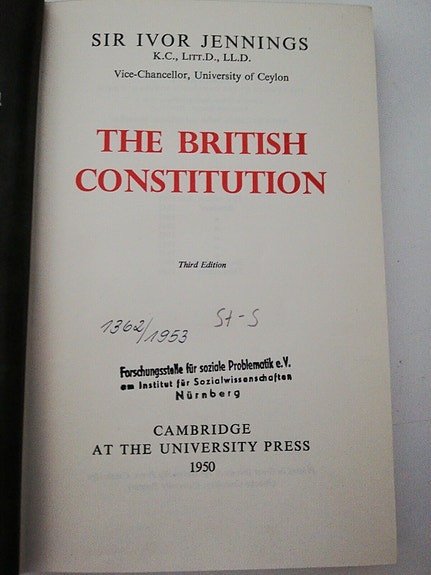 SIR IVOR JENNINGS
K.C., LITT.D., LL.D.
Vice-Chancellor, University of Ceylon
THE BRITISH
CONSTITUTION
Third Edition
1362/1953 St-S
Forschungsstelle für soziale Problematik e.V.
am Institut für Sozialwissenschaften
Nürnberg
CAMBRIDGE
AT THE UNIVERSITY PRESS
1950